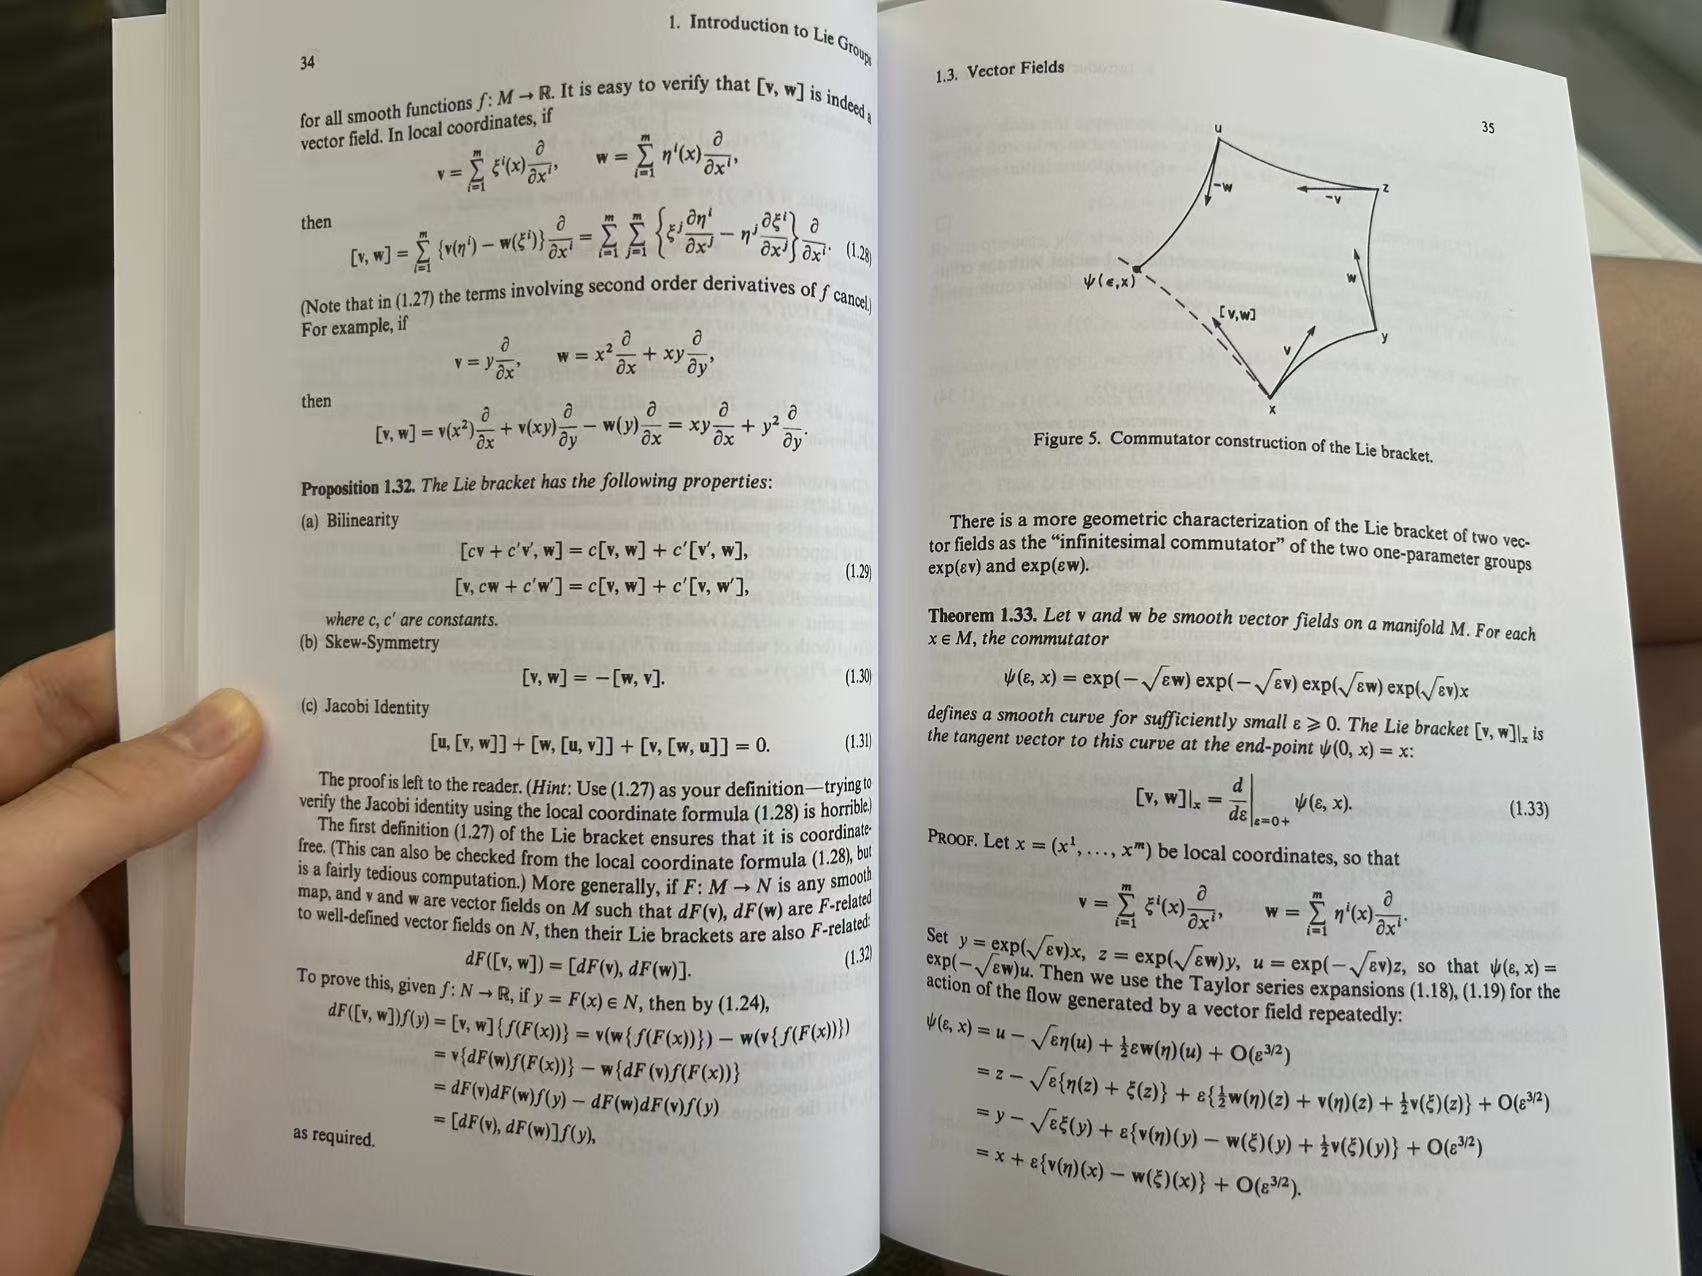 34
1. Introduction to Lie Groups
for all smooth functions f: M → ℝ. It is easy to verify that [v, w] is indeed a
vector field. In local coordinates, if
v = ∑_{i=1}^{m} ξ^i(x) ∂/∂x^i,    w = ∑_{i=1}^{m} η^i(x) ∂/∂x^i,
then
[v, w] = ∑_{i=1}^{m} {v(η^i) − w(ξ^i)} ∂/∂x^i = ∑_{i=1}^{m} ∑_{j=1}^{m} {ξ^j ∂η^i/∂x^j − η^j ∂ξ^i/∂x^j} ∂/∂x^i. (1.28)
(Note that in (1.27) the terms involving second order derivatives of f cancel.)
For example, if
v = y ∂/∂x,    w = x² ∂/∂x + xy ∂/∂y,
then
[v, w] = v(x²) ∂/∂x + v(xy) ∂/∂y − w(y) ∂/∂x = xy ∂/∂x + y² ∂/∂y.
Proposition 1.32. The Lie bracket has the following properties:
(a) Bilinearity
[cv + c′v′, w] = c[v, w] + c′[v′, w],
(1.29)
[v, cw + c′w′] = c[v, w] + c′[v, w′],
where c, c′ are constants.
(b) Skew-Symmetry
[v, w] = −[w, v]. (1.30)
(c) Jacobi Identity
[u, [v, w]] + [w, [u, v]] + [v, [w, u]] = 0. (1.31)
The proof is left to the reader. (Hint: Use (1.27) as your definition—trying to
verify the Jacobi identity using the local coordinate formula (1.28) is horrible.)
The first definition (1.27) of the Lie bracket ensures that it is coordinate-
free. (This can also be checked from the local coordinate formula (1.28), but
is a fairly tedious computation.) More generally, if F: M → N is any smooth
map, and v and w are vector fields on M such that dF(v), dF(w) are F-related
to well-defined vector fields on N, then their Lie brackets are also F-related:
dF([v, w]) = [dF(v), dF(w)]. (1.32)
To prove this, given f: N → ℝ, if y = F(x) ∈ N, then by (1.24),
dF([v, w])f(y) = [v, w]{f(F(x))} = v(w{f(F(x))}) − w(v{f(F(x))})
= v{dF(w)f(F(x))} − w{dF(v)f(F(x))}
= dF(v)dF(w)f(y) − dF(w)dF(v)f(y)
= [dF(v), dF(w)]f(y),
as required.
1.3. Vector Fields
35
u
-w
z
-v
ψ(ε,x)
w
[v,w]
v
y
x
Figure 5. Commutator construction of the Lie bracket.
There is a more geometric characterization of the Lie bracket of two vec-
tor fields as the “infinitesimal commutator” of the two one-parameter groups
exp(εv) and exp(εw).
Theorem 1.33. Let v and w be smooth vector fields on a manifold M. For each
x ∈ M, the commutator
ψ(ε, x) = exp(−√εw) exp(−√εv) exp(√εw) exp(√εv)x
defines a smooth curve for sufficiently small ε ⩾ 0. The Lie bracket [v, w]|ₓ is
the tangent vector to this curve at the end-point ψ(0, x) = x:
[v, w]|ₓ = d/dε|_{ε=0+} ψ(ε, x). (1.33)
PROOF. Let x = (x¹, . . . , x^m) be local coordinates, so that
v = ∑_{i=1}^{m} ξ^i(x) ∂/∂x^i,    w = ∑_{i=1}^{m} η^i(x) ∂/∂x^i.
Set y = exp(√εv)x, z = exp(√εw)y, u = exp(−√εv)z, so that ψ(ε, x) =
exp(−√εw)u. Then we use the Taylor series expansions (1.18), (1.19) for the
action of the flow generated by a vector field repeatedly:
ψ(ε, x) = u − √εη(u) + ½εw(η)(u) + O(ε^{3/2})
= z − √ε{η(z) + ξ(z)} + ε{½w(η)(z) + v(η)(z) + ½v(ξ)(z)} + O(ε^{3/2})
= y − √εξ(y) + ε{v(η)(y) − w(ξ)(y) + ½v(ξ)(y)} + O(ε^{3/2})
= x + ε{v(η)(x) − w(ξ)(x)} + O(ε^{3/2}).